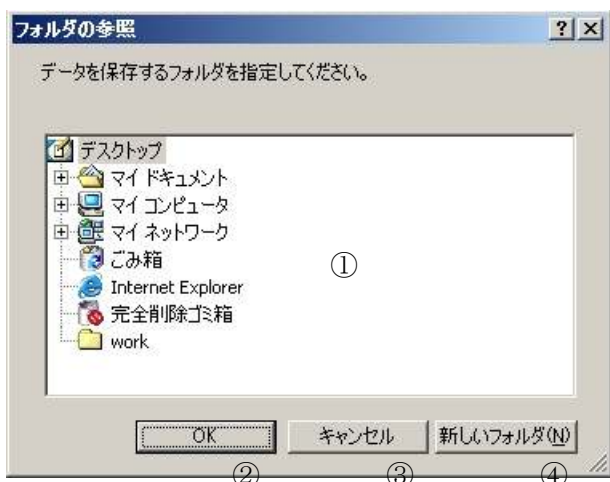 フォルダの参照
データを保存するフォルダを指定してください。
デスクトップ
マイ ドキュメント
マイ コンピュータ
マイ ネットワーク
ごみ箱
①
Internet Explorer
完全削除ゴミ箱
work
OK キャンセル 新しいフォルダ(N)
② ③ ④